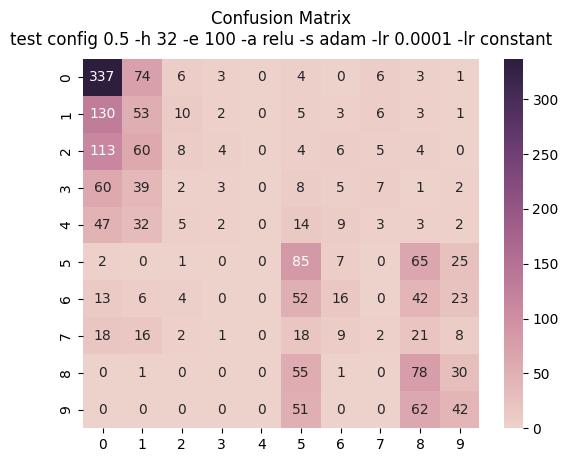 Confusion Matrix
test config 0.5 -h 32 -e 100 -a relu -s adam -lr 0.0001 -lr constant
0 337 74 6 3 0 4 0 6 3 1
1 130 53 10 2 0 5 3 6 3 1
2 113 60 8 4 0 4 6 5 4 0
3 60 39 2 3 0 8 5 7 1 2
4 47 32 5 2 0 14 9 3 3 2
5 2 0 1 0 0 85 7 0 65 25
6 13 6 4 0 0 52 16 0 42 23
7 18 16 2 1 0 18 9 2 21 8
8 0 1 0 0 0 55 1 0 78 30
9 0 0 0 0 0 51 0 0 62 42
0 1 2 3 4 5 6 7 8 9
300
250
200
150
100
50
0